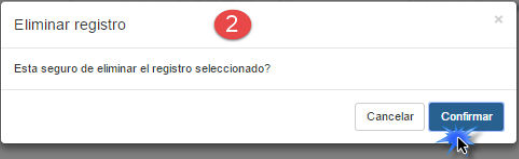 Eliminar registro
2
×
Esta seguro de eliminar el registro seleccionado?
Cancelar
Confirmar